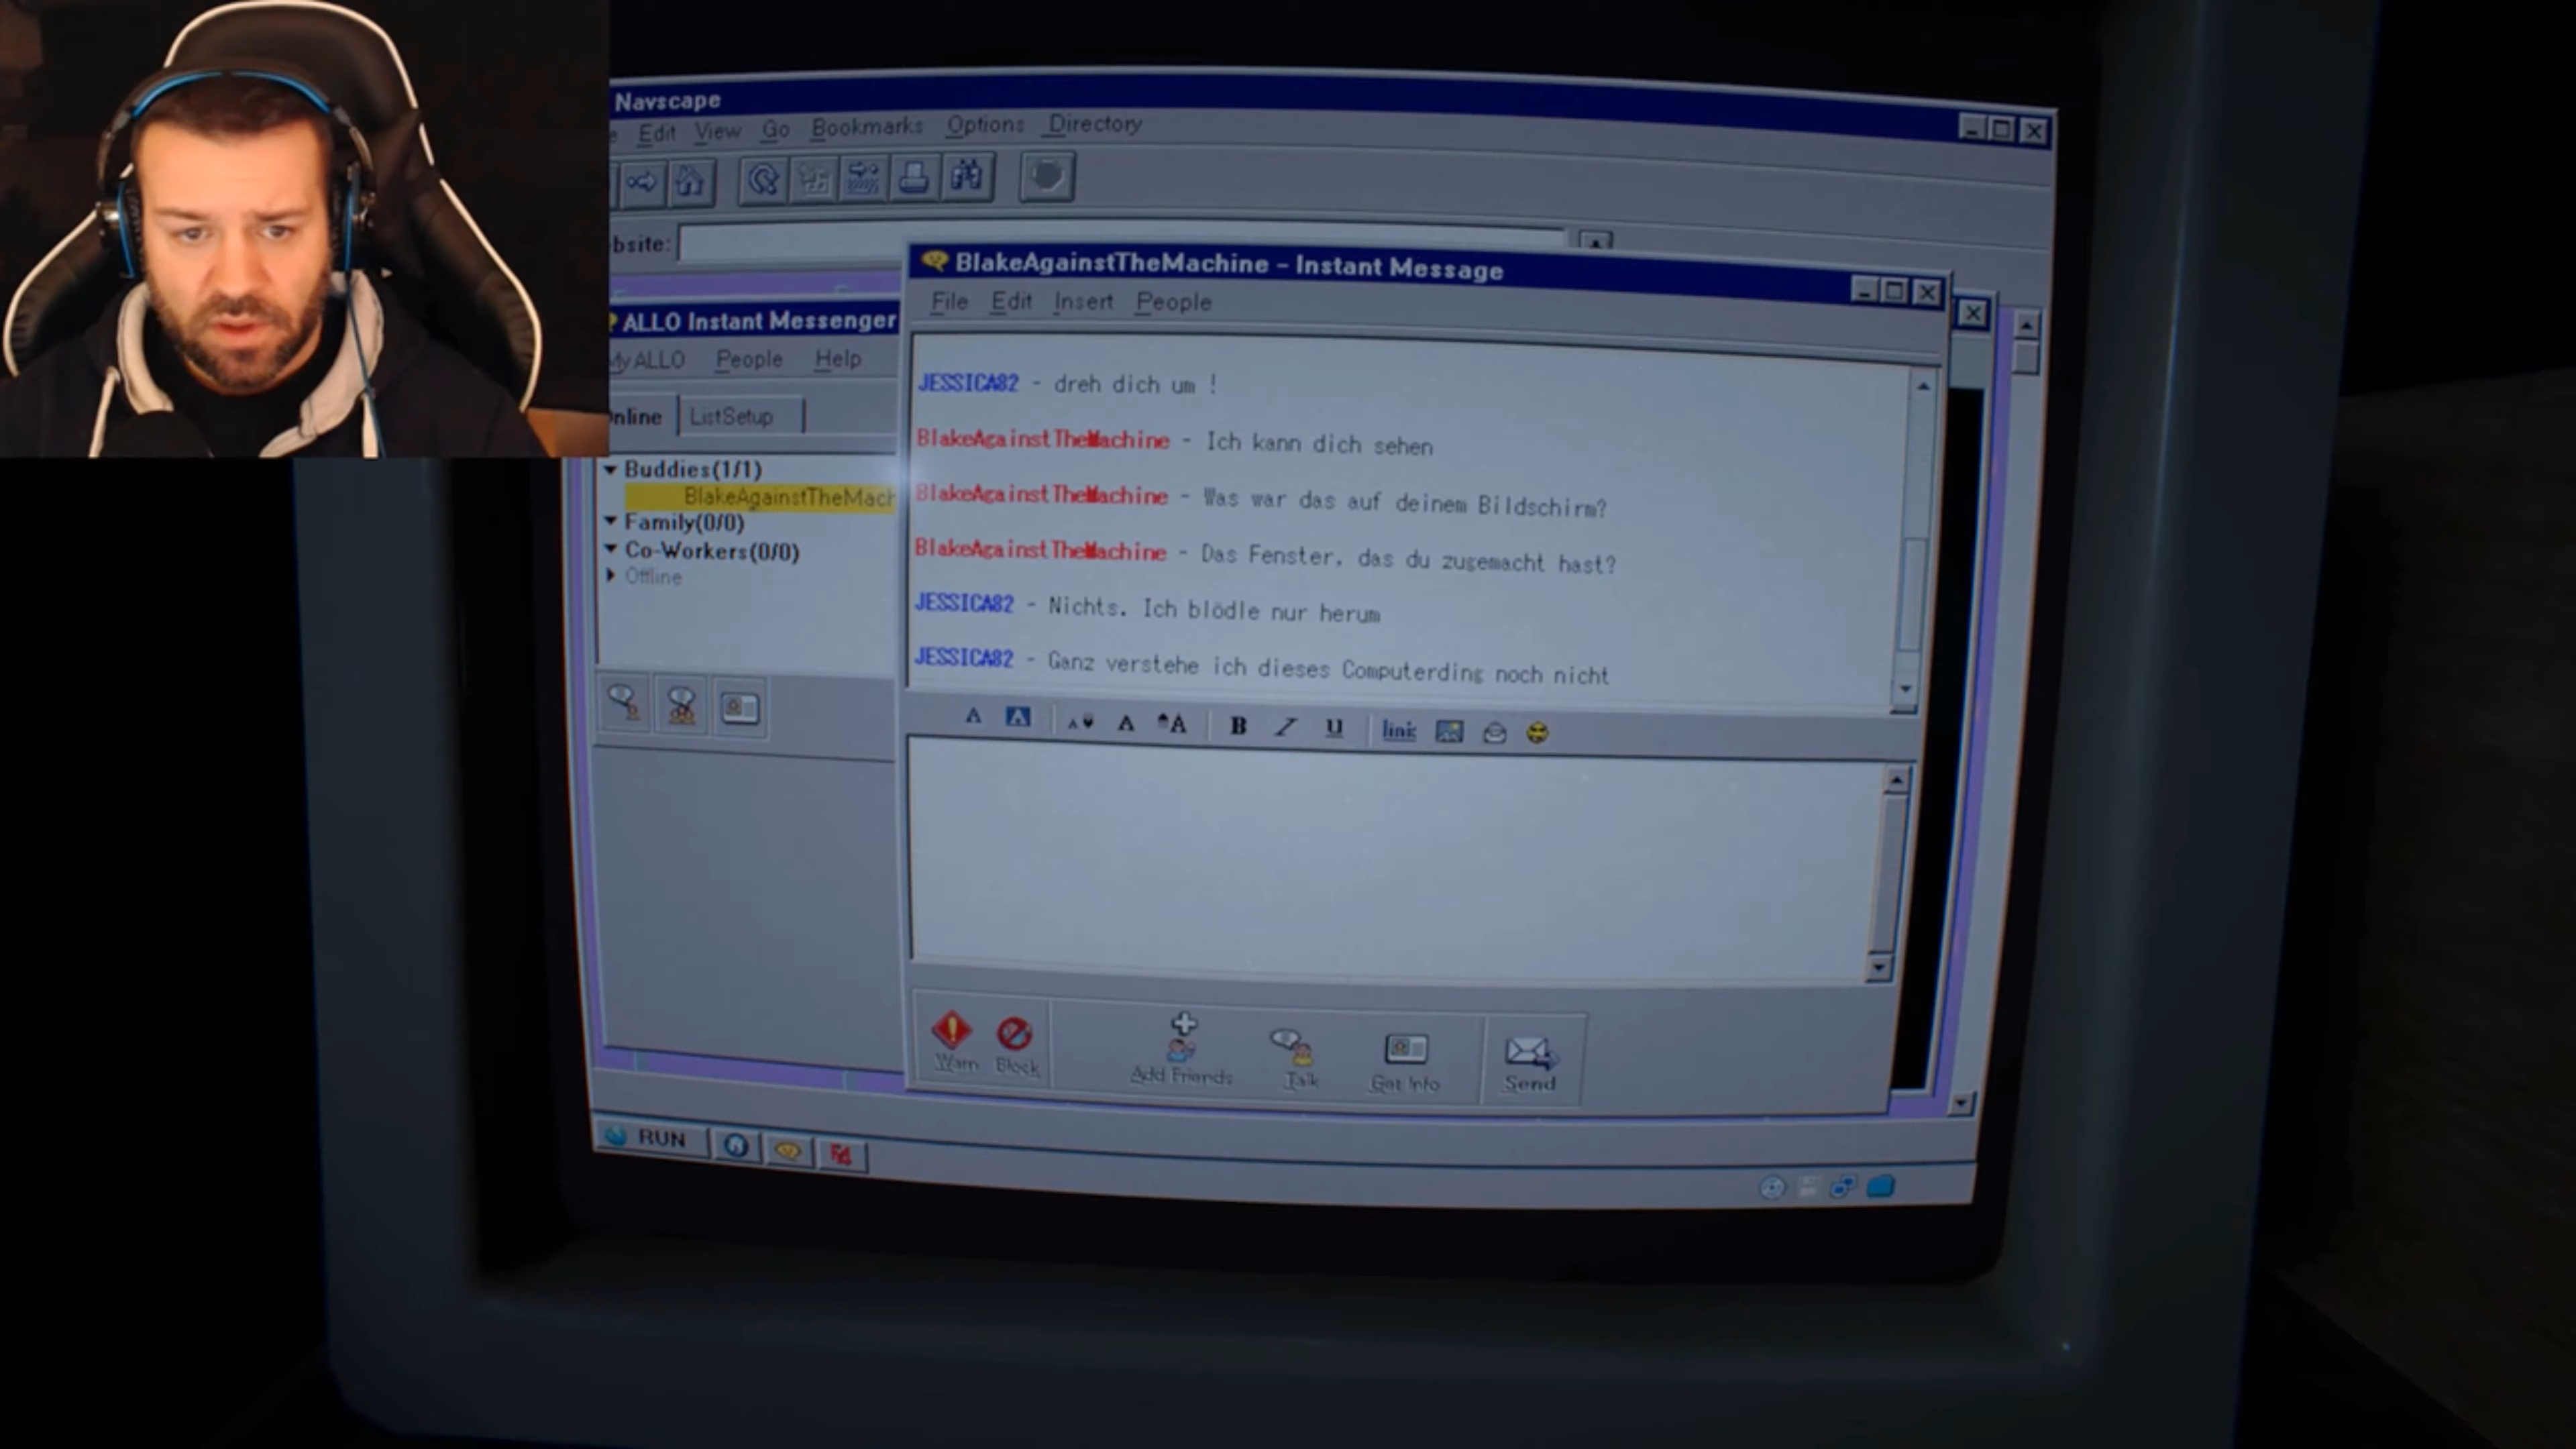 Navscape
Edit View Go Bookmarks Options Directory
bsite:
BlakeAgainstTheMachine - Instant Message
File Edit Insert People
ALLO Instant Messenger
My ALLO People Help
nline ListSetup
Buddies(1/1)
BlakeAgainstTheMach
Family(0/0)
Co-Workers(0/0)
Offline
JESSICA82 - dreh dich um !
BlakeAgainstTheMachine - Ich kann dich sehen
BlakeAgainstTheMachine - Was war das auf deinem Bildschirm?
BlakeAgainstTheMachine - Das Fenster, das du zugemacht hast?
JESSICA82 - Nichts. Ich blödle nur herum
JESSICA82 - Ganz verstehe ich dieses Computerding noch nicht
A A A A A B I U link
Warn Block Add Friends Talk Get Info Send
RUN